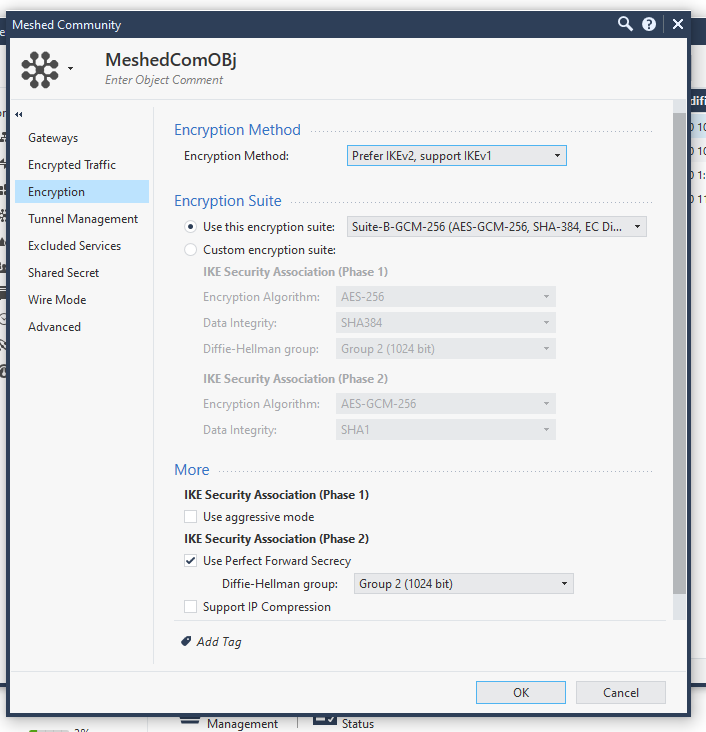 Meshed Community
MeshedComOBj
Enter Object Comment
Gateways
Encrypted Traffic
Encryption
Tunnel Management
Excluded Services
Shared Secret
Wire Mode
Advanced
Encryption Method
Encryption Method: Prefer IKEv2, support IKEv1
Encryption Suite
Use this encryption suite: Suite-B-GCM-256 (AES-GCM-256, SHA-384, EC Di...
Custom encryption suite:
IKE Security Association (Phase 1)
Encryption Algorithm: AES-256
Data Integrity: SHA384
Diffie-Hellman group: Group 2 (1024 bit)
IKE Security Association (Phase 2)
Encryption Algorithm: AES-GCM-256
Data Integrity: SHA1
More
IKE Security Association (Phase 1)
Use aggressive mode
IKE Security Association (Phase 2)
Use Perfect Forward Secrecy
Diffie-Hellman group: Group 2 (1024 bit)
Support IP Compression
Add Tag
OK Cancel
Management Status